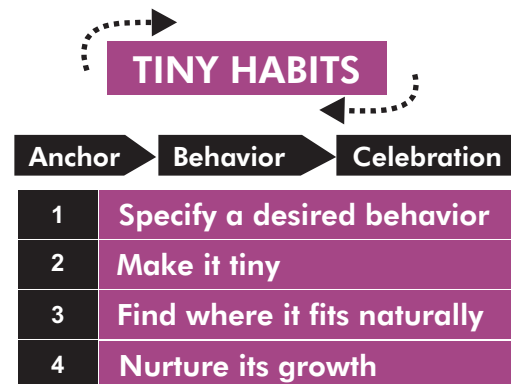 TINY HABITS
Anchor Behavior Celebration
1 Specify a desired behavior
2 Make it tiny
3 Find where it fits naturally
4 Nurture its growth